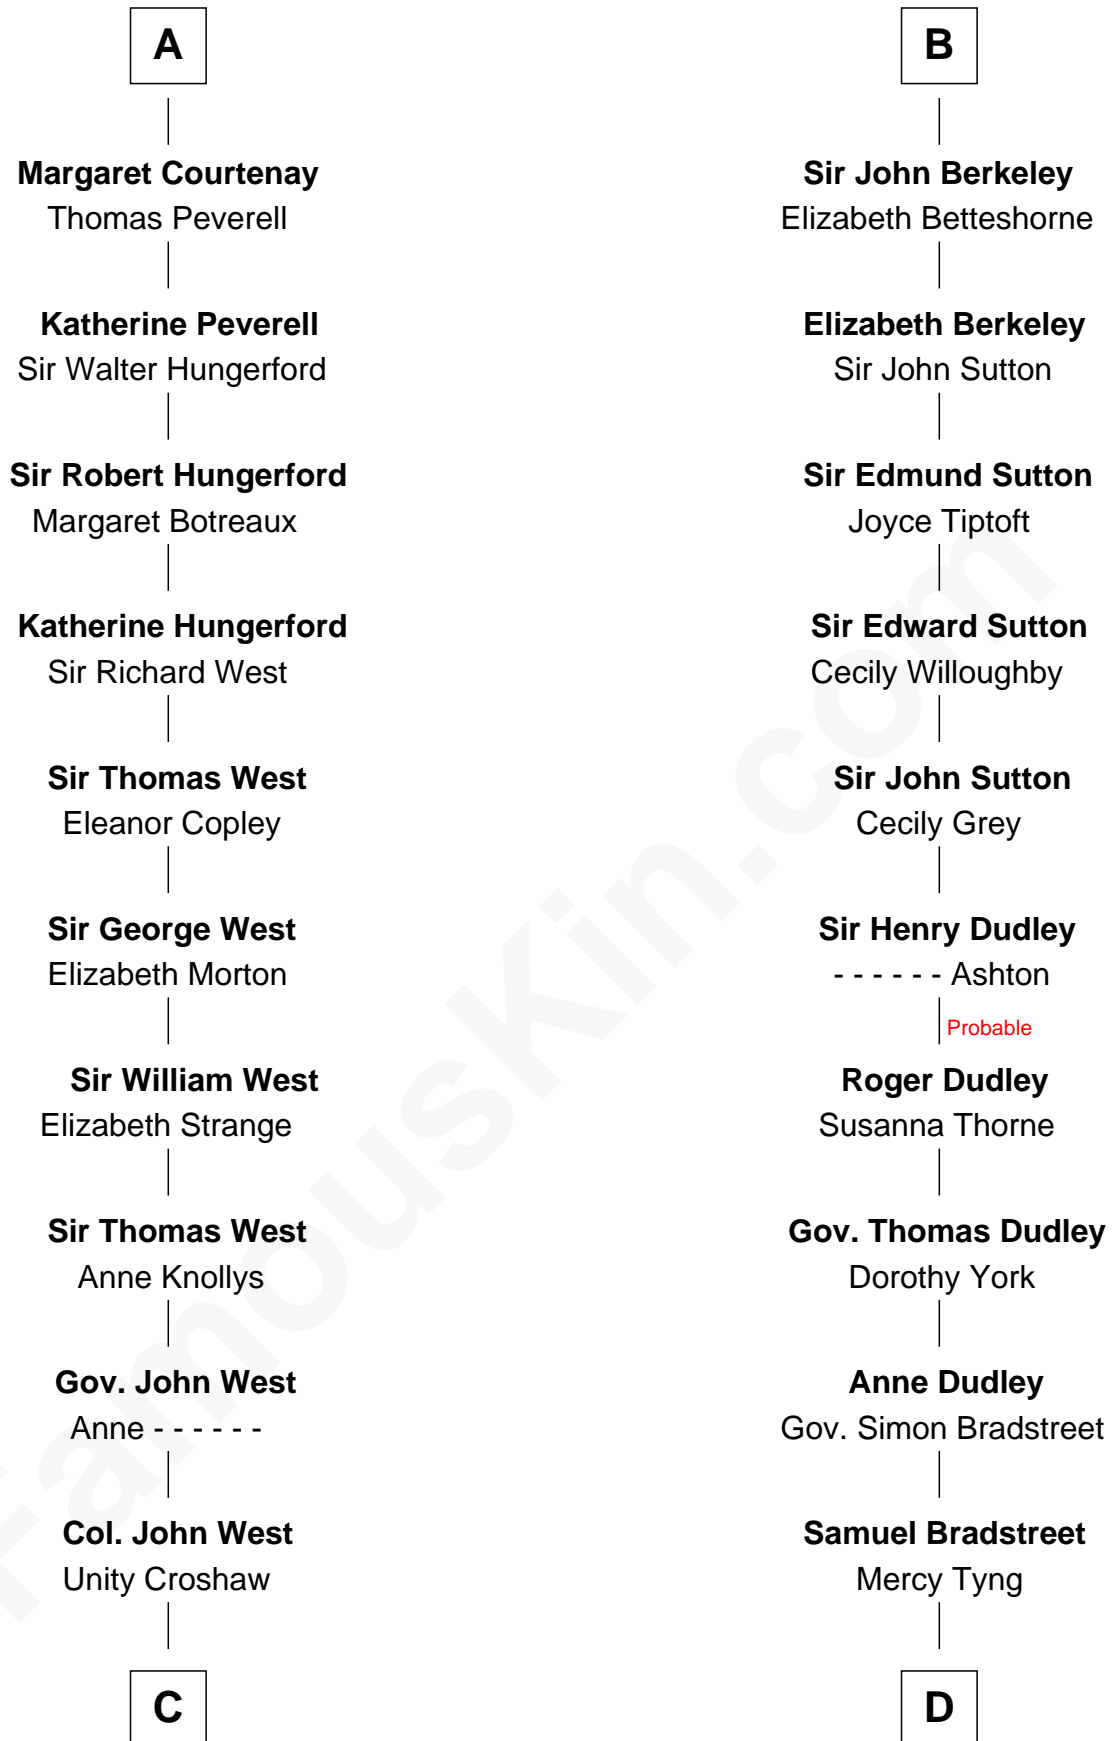 A
Margaret Courtenay
Thomas Peverell
Katherine Peverell
Sir Walter Hungerford
Sir Robert Hungerford
Margaret Botreaux
Katherine Hungerford
Sir Richard West
Sir Thomas West
Eleanor Copley
Sir George West
Elizabeth Morton
Sir William West
Elizabeth Strange
Sir Thomas West
Anne Knollys
Gov. John West
Anne - - - - - -
Col. John West
Unity Croshaw
C
B
Sir John Berkeley
Elizabeth Betteshorne
Elizabeth Berkeley
Sir John Sutton
Sir Edmund Sutton
Joyce Tiptoft
Sir Edward Sutton
Cecily Willoughby
Sir John Sutton
Cecily Grey
Sir Henry Dudley
- - - - - - Ashton
Probable
Roger Dudley
Susanna Thorne
Gov. Thomas Dudley
Dorothy York
Anne Dudley
Gov. Simon Bradstreet
Samuel Bradstreet
Mercy Tyng
D
FamousKin.com